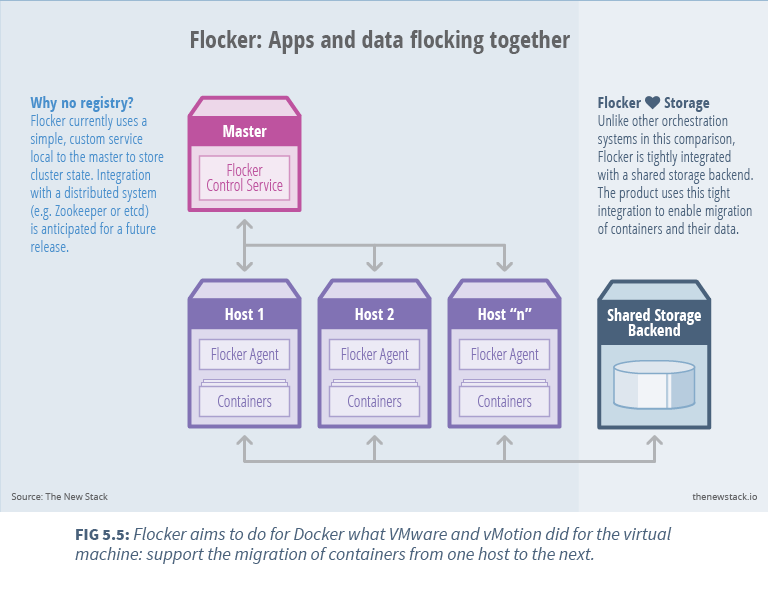 Flocker: Apps and data flocking together
Why no registry?
Flocker currently uses a
simple, custom service
local to the master to store
cluster state. Integration
with a distributed system
(e.g. Zookeeper or etcd)
is anticipated for a future
release.
Master
Flocker
Control Service
Flocker ♥ Storage
Unlike other orchestration
systems in this comparison,
Flocker is tightly integrated
with a shared storage backend.
The product uses this tight
integration to enable migration
of containers and their data.
Host 1
Flocker Agent
Containers
Host 2
Flocker Agent
Containers
Host “n”
Flocker Agent
Containers
Shared Storage
Backend
Source: The New Stack
thenewstack.io
FIG 5.5: Flocker aims to do for Docker what VMware and vMotion did for the virtual
machine: support the migration of containers from one host to the next.